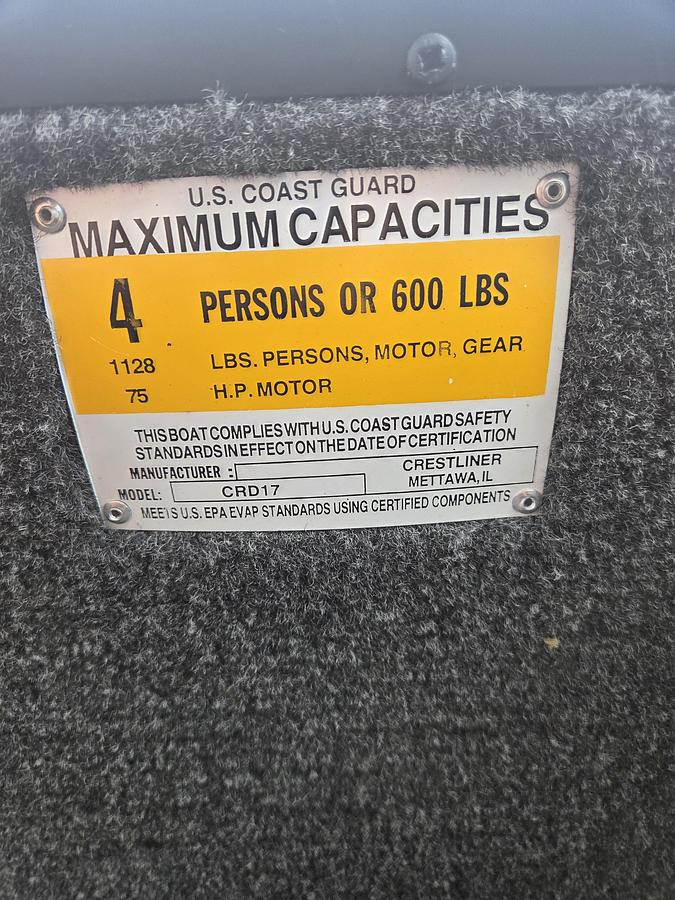 U.S. COAST GUARD
MAXIMUM CAPACITIES
4 PERSONS OR 600 LBS
1128 LBS. PERSONS, MOTOR, GEAR
75 H.P. MOTOR
THIS BOAT COMPLIES WITH U.S. COAST GUARD SAFETY
STANDARDS IN EFFECT ON THE DATE OF CERTIFICATION
MANUFACTURER : CRESTLINER
METTAWA, IL
MODEL: CRD17
MEETS U.S. EPA EVAP STANDARDS USING CERTIFIED COMPONENTS